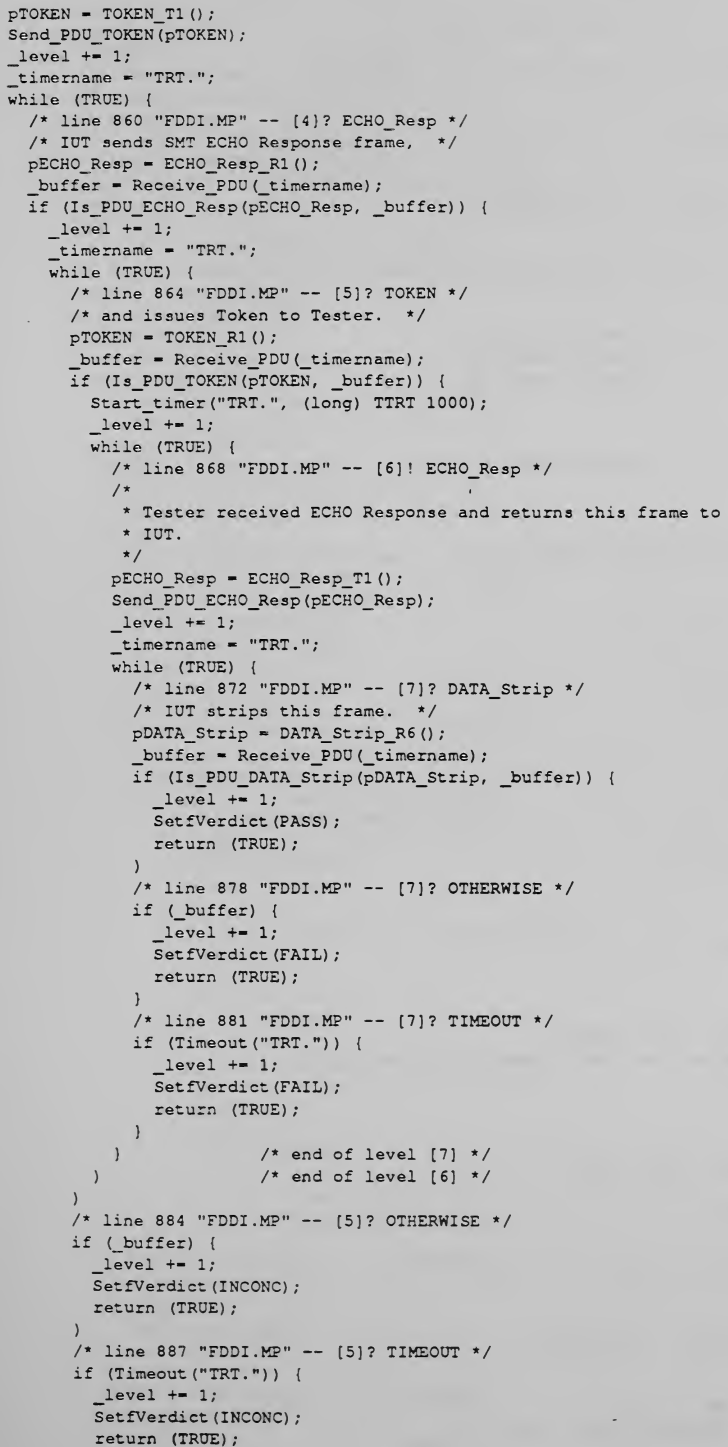 pTOKEN = TOKEN_T1();
Send_PDU_TOKEN(pTOKEN);
_level += 1;
_timername = "TRT.";
while (TRUE) {
/* line 860 "FDDI.MP" -- [4]? ECHO_Resp */
/* IUT sends SMT ECHO Response frame, */
pECHO_Resp = ECHO_Resp_R1();
_buffer = Receive_PDU(_timername);
if (Is_PDU_ECHO_Resp(pECHO_Resp, _buffer)) {
_level += 1;
_timername = "TRT.";
while (TRUE) {
/* line 864 "FDDI.MP" -- [5]? TOKEN */
/* and issues Token to Tester. */
pTOKEN = TOKEN_R1();
_buffer = Receive_PDU(_timername);
if (Is_PDU_TOKEN(pTOKEN, _buffer)) {
Start_timer("TRT.", (long) TTRT 1000);
_level += 1;
while (TRUE) {
/* line 868 "FDDI.MP" -- [6]! ECHO_Resp */
/*
* Tester received ECHO Response and returns this frame to
* IUT.
*/
pECHO_Resp = ECHO_Resp_T1();
Send_PDU_ECHO_Resp(pECHO_Resp);
_level += 1;
_timername = "TRT.";
while (TRUE) {
/* line 872 "FDDI.MP" -- [7]? DATA_Strip */
/* IUT strips this frame. */
pDATA_Strip = DATA_Strip_R6();
_buffer = Receive_PDU(_timername);
if (Is_PDU_DATA_Strip(pDATA_Strip, _buffer)) {
_level += 1;
SetfVerdict(PASS);
return (TRUE);
}
/* line 878 "FDDI.MP" -- [7]? OTHERWISE */
if (_buffer) {
_level += 1;
SetfVerdict(FAIL);
return (TRUE);
}
/* line 881 "FDDI.MP" -- [7]? TIMEOUT */
if (Timeout("TRT.")) {
_level += 1;
SetfVerdict(FAIL);
return (TRUE);
}
} /* end of level [7] */
} /* end of level [6] */
}
/* line 884 "FDDI.MP" -- [5]? OTHERWISE */
if (_buffer) {
_level += 1;
SetfVerdict(INCONC);
return (TRUE);
}
/* line 887 "FDDI.MP" -- [5]? TIMEOUT */
if (Timeout("TRT.")) {
_level += 1;
SetfVerdict(INCONC);
return (TRUE);